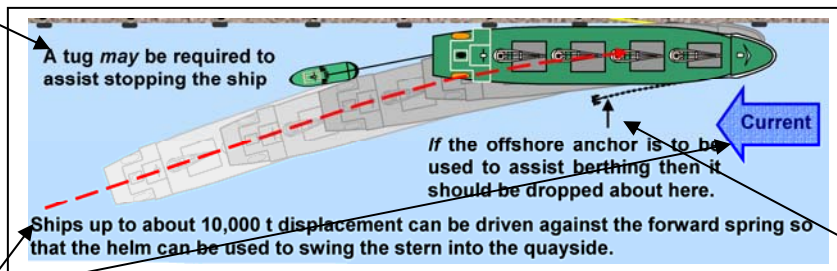 A tug may be required to
assist stopping the ship
Current
If the offshore anchor is to be
used to assist berthing then it
should be dropped about here.
Ships up to about 10,000 t displacement can be driven against the forward spring so
that the helm can be used to swing the stern into the quayside.